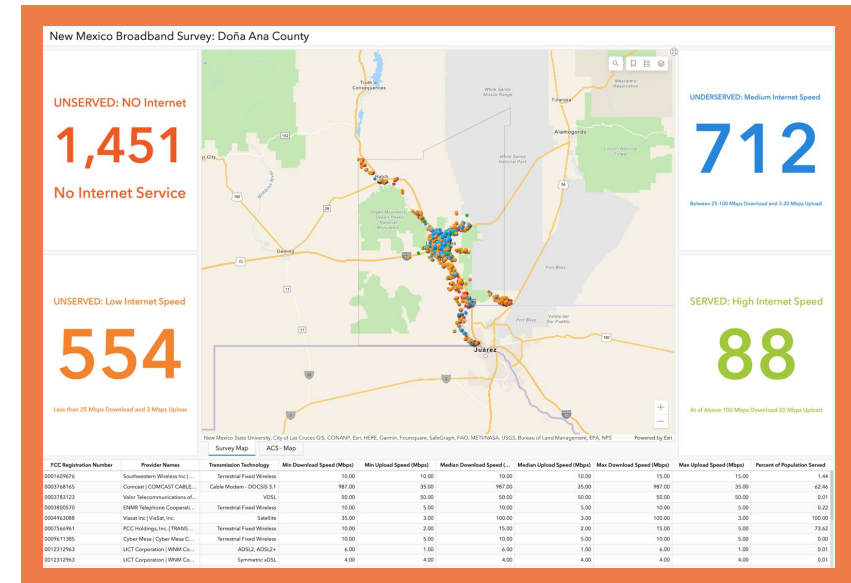 New Mexico Broadband Survey: Doña Ana County
UNSERVED: NO Internet
1,451
No Internet Service
UNSERVED: Low Internet Speed
554
Less than 25 Mbps Download and 3 Mbps Upload
Truth or
Consequences
White Sands
Missile Range
Mescalero
Reservation
Tularosa
Alamogordo
Lincoln National
Forest
White Sands
National Park
Hatch
Organ Mountains
Desert Peaks
National
Monument
Deming
Fort Bliss
Fort Bliss
Juárez
New Mexico State University, City of Las Cruces GIS, CONANP, Esri, HERE, Garmin, Foursquare, SafeGraph, FAO, METI/NASA, USGS, Bureau of Land Management, EPA, NPS
Powered by Esri
Survey Map
ACS - Map
UNDERSERVED: Medium Internet Speed
712
Between 25-100 Mbps Download and 3-20 Mbps Upload
SERVED: High Internet Speed
88
At of Above 100 Mbps Download 20 Mbps Upload
FCC Registration Number Provider Names Transmission Technology Min Download Speed (Mbps) Min Upload Speed (Mbps) Median Download Speed (... Median Upload Speed (Mbps) Max Download Speed (Mbps) Max Upload Speed (Mbps) Percent of Population Served
0001609676 Southwestern Wireless Inc | ... Terrestrial Fixed Wireless 10.00 10.00 10.00 10.00 15.00 15.00 1.44
0003768165 Comcast | COMCAST CABLE... Cable Modem - DOCSIS 3.1 987.00 35.00 987.00 35.00 987.00 35.00 62.46
0003783123 Valor Telecommunications of... VDSL 50.00 50.00 50.00 50.00 50.00 50.00 0.01
0003800570 ENMR Telephone Cooperati... Terrestrial Fixed Wireless 10.00 5.00 10.00 5.00 10.00 5.00 0.22
0004963088 Viasat Inc | ViaSat, Inc. Satellite 35.00 3.00 100.00 3.00 100.00 3.00 100.00
0007566961 PCC Holdings, Inc. | TRANS... Terrestrial Fixed Wireless 10.00 2.00 15.00 2.00 15.00 5.00 73.62
0009611385 Cyber Mesa | Cyber Mesa C... Terrestrial Fixed Wireless 10.00 5.00 10.00 5.00 10.00 5.00 0.00
0012312963 UCT Corporation | WNM Co... ADSL2, ADSL2+ 6.00 1.00 6.00 1.00 6.00 1.00 0.01
0012312963 UCT Corporation | WNM Co... Symmetric xDSL 4.00 4.00 4.00 4.00 4.00 4.00 0.01